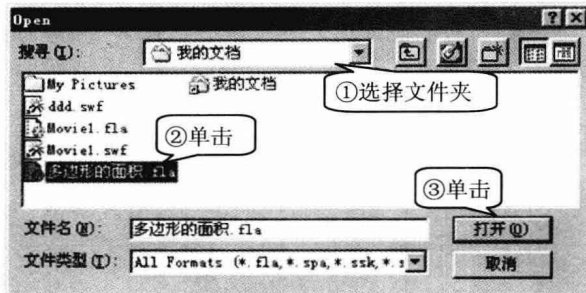 Open
搜寻(I): 我的文档
①选择文件夹
My Pictures 我的文档
ddd.swf
Movie1.fla
Movie1.swf
②单击
多边形的面积.fla
③单击
文件名(N): 多边形的面积.fla 打开(O)
文件类型(T): All Formats (*.fla,*.spa,*.ssk,*.s 取消